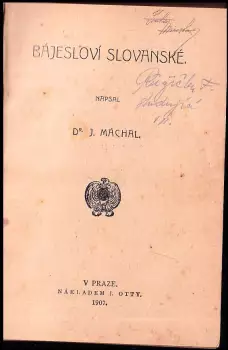 BÁJESLOVÍ SLOVANSKÉ.
NAPSAL
DR. J. MÁCHAL.
V PRAZE.
NÁKLADEM J. OTTY.
1907.